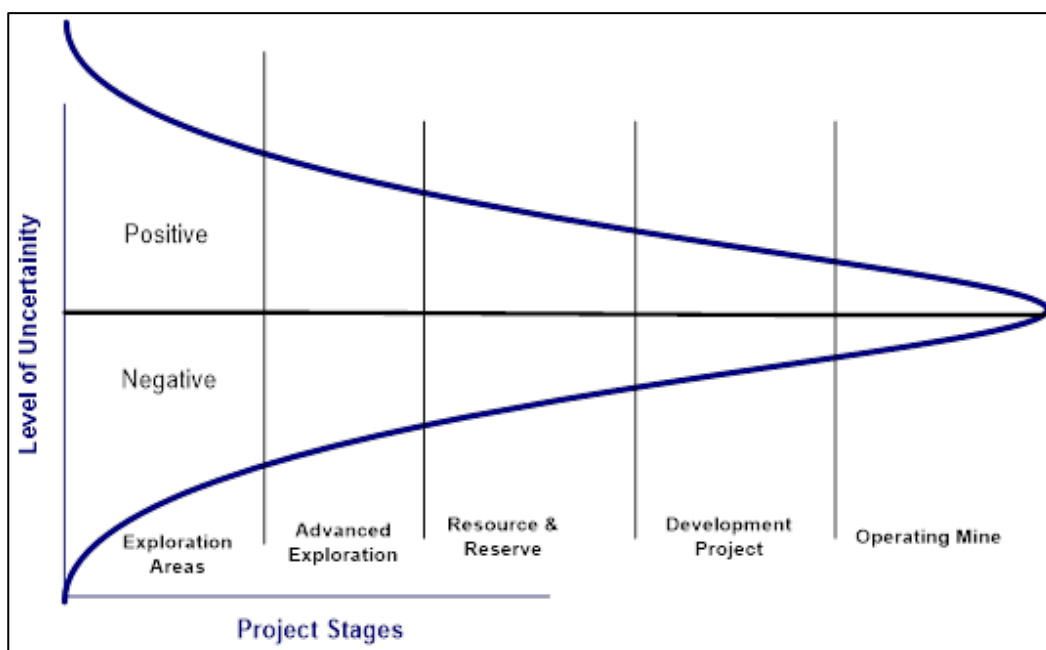 Level of Uncertainity
Positive
Negative
Exploration
Areas
Advanced
Exploration
Resource &
Reserve
Development
Project
Operating Mine
Project Stages